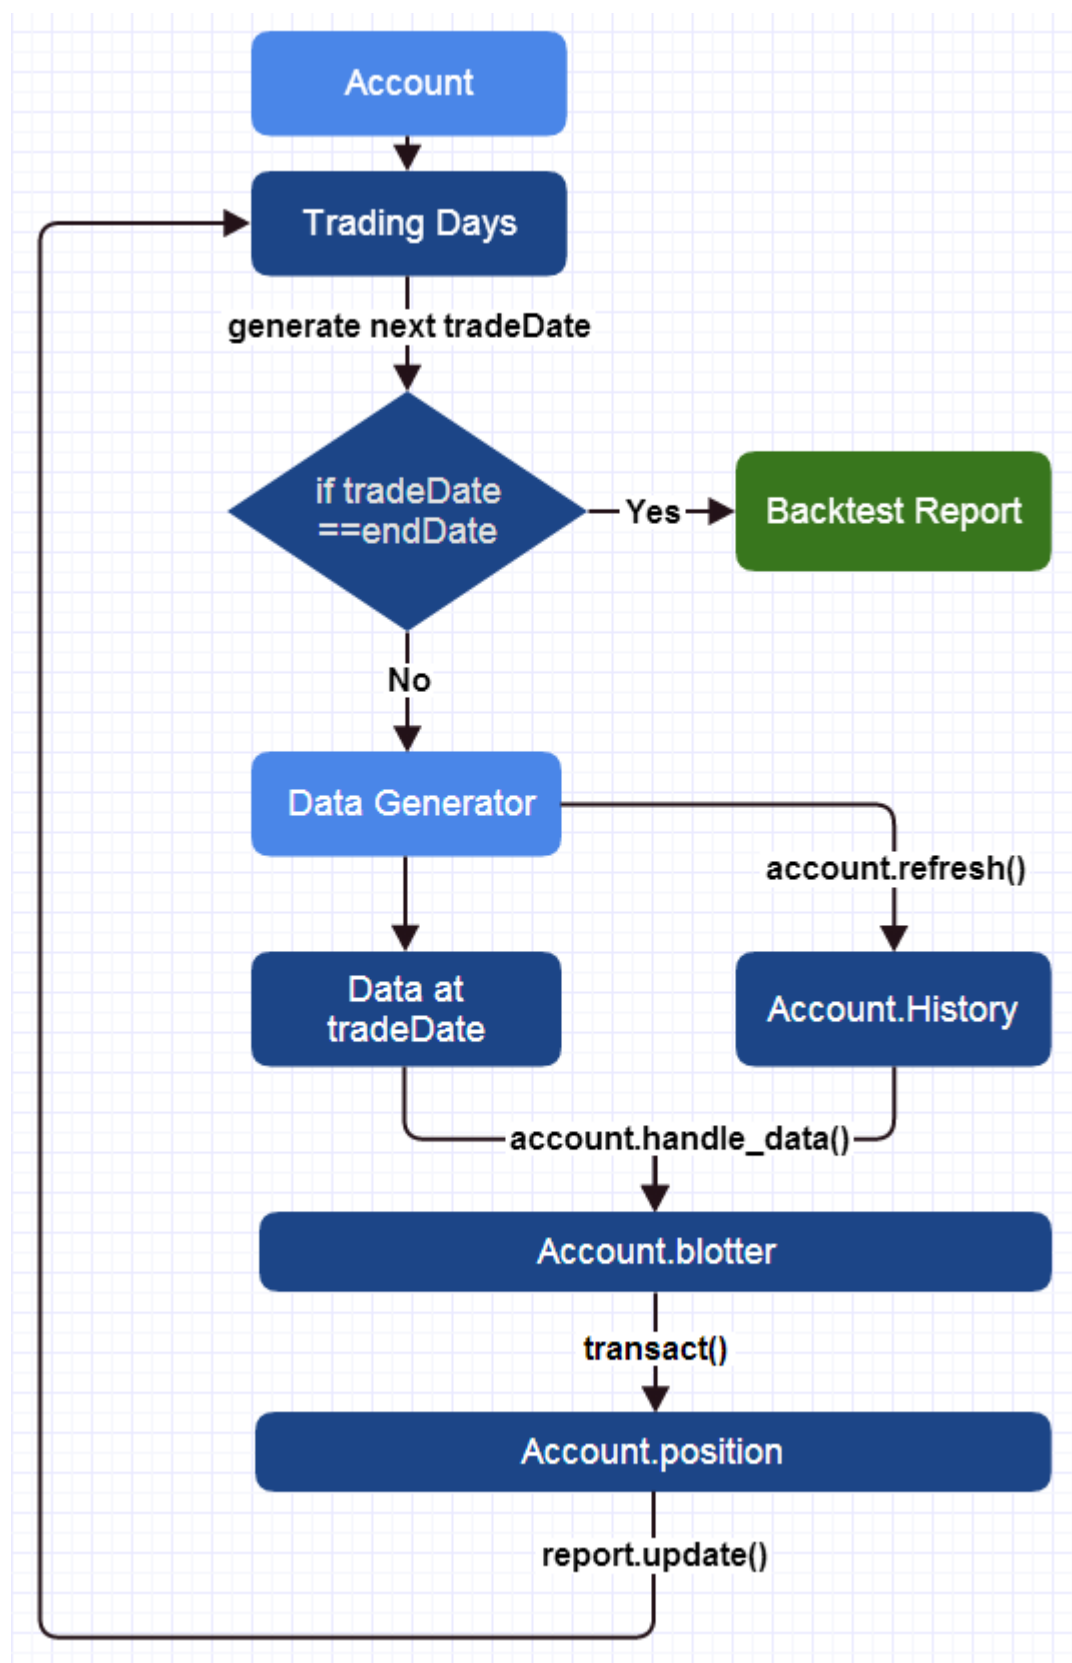 Account
Trading Days
generate next tradeDate
if tradeDate
==endDate
Yes
Backtest Report
No
Data Generator
account.refresh()
Data at
tradeDate
Account.History
account.handle_data()
Account.blotter
transact()
Account.position
report.update()